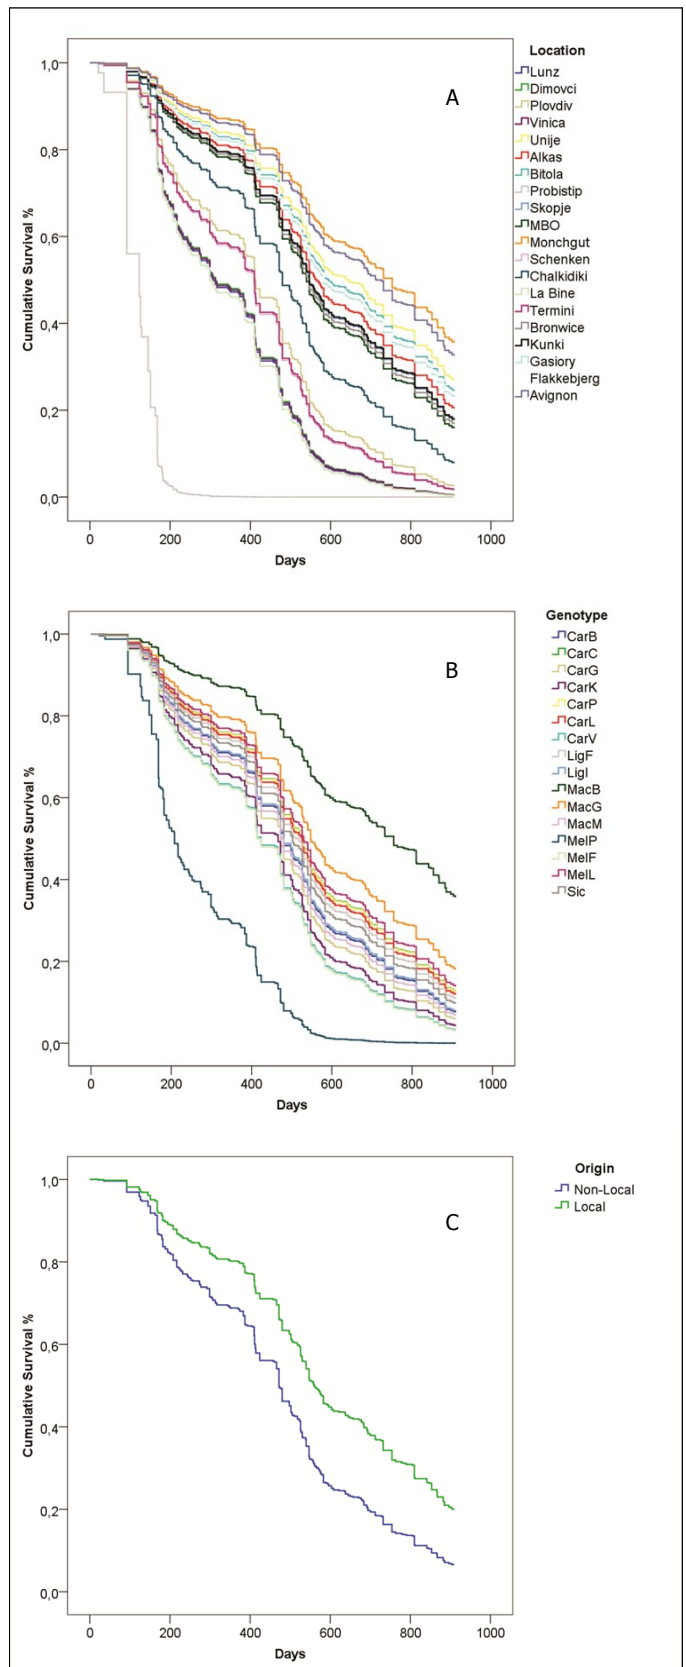 Location
A
Lunz
Dimovci
Plovdiv
Vinica
Unije
Alkas
Bitola
Probistip
Skopje
MBO
Monchgut
Schenken
Chalkidiki
La Bine
Termini
Bronwice
Kunki
Gasiory
Flakkebjerg
Avignon
Cumulative Survival %
1,0
0,8
0,6
0,4
0,2
0,0
0
200
400
600
800
1000
Days
Genotype
B
CarB
CarC
CarG
CarK
CarP
CarL
CarV
LigF
LigI
MacB
MacG
MacM
MelP
MelF
MelL
Sic
Cumulative Survival %
1,0
0,8
0,6
0,4
0,2
0,0
0
200
400
600
800
1000
Days
Origin
C
Non-Local
Local
Cumulative Survival %
1,0
0,8
0,6
0,4
0,2
0,0
0
200
400
600
800
1000
Days